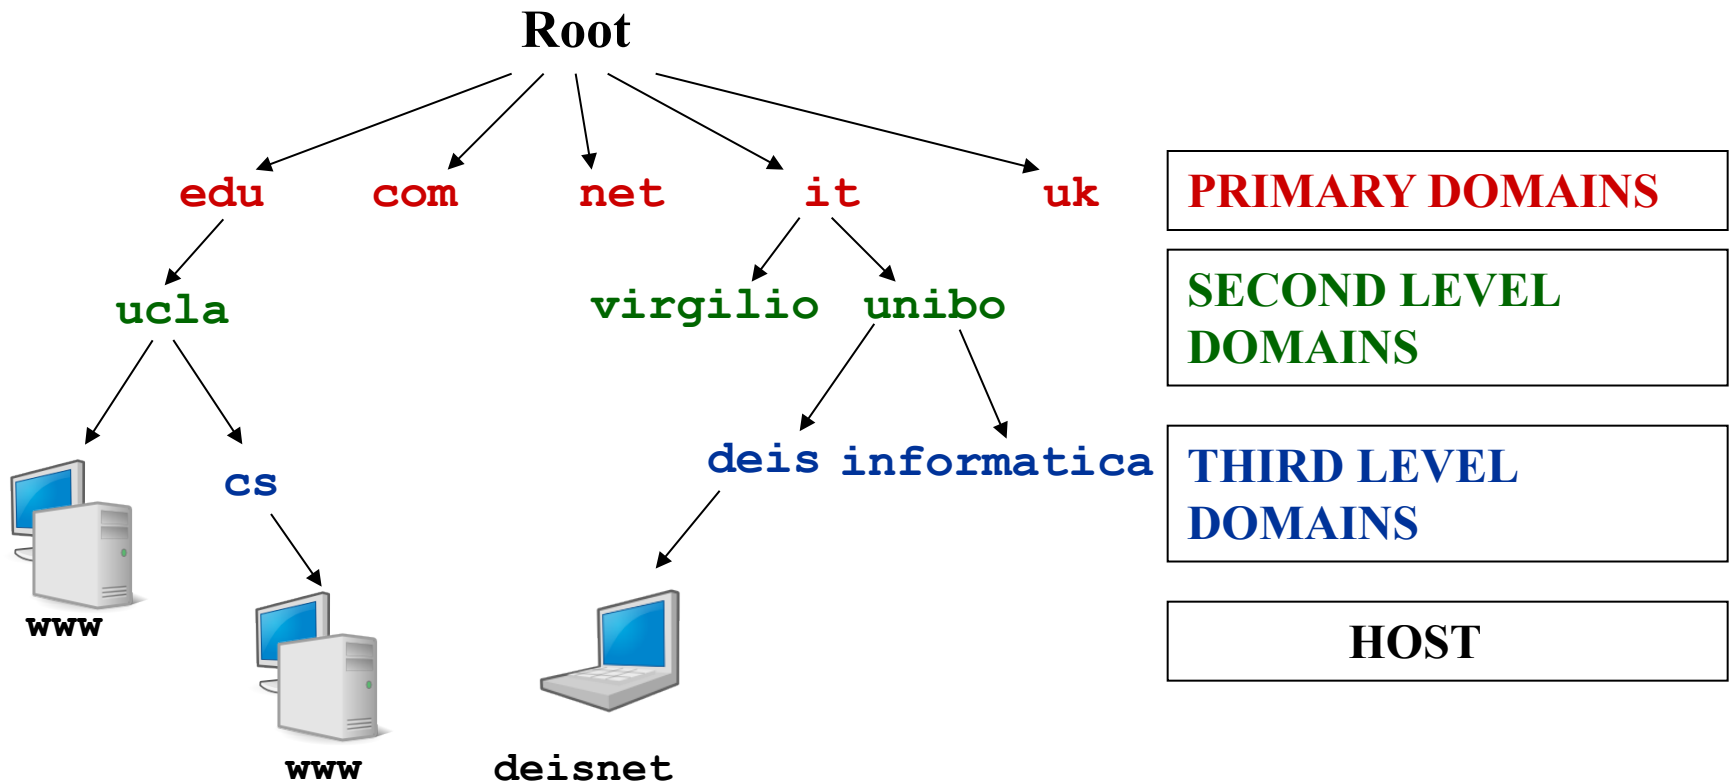 Root
edu com net it uk
PRIMARY DOMAINS
ucla virgilio unibo
SECOND LEVEL
DOMAINS
cs deis informatica
THIRD LEVEL
DOMAINS
www
HOST
www deisnet